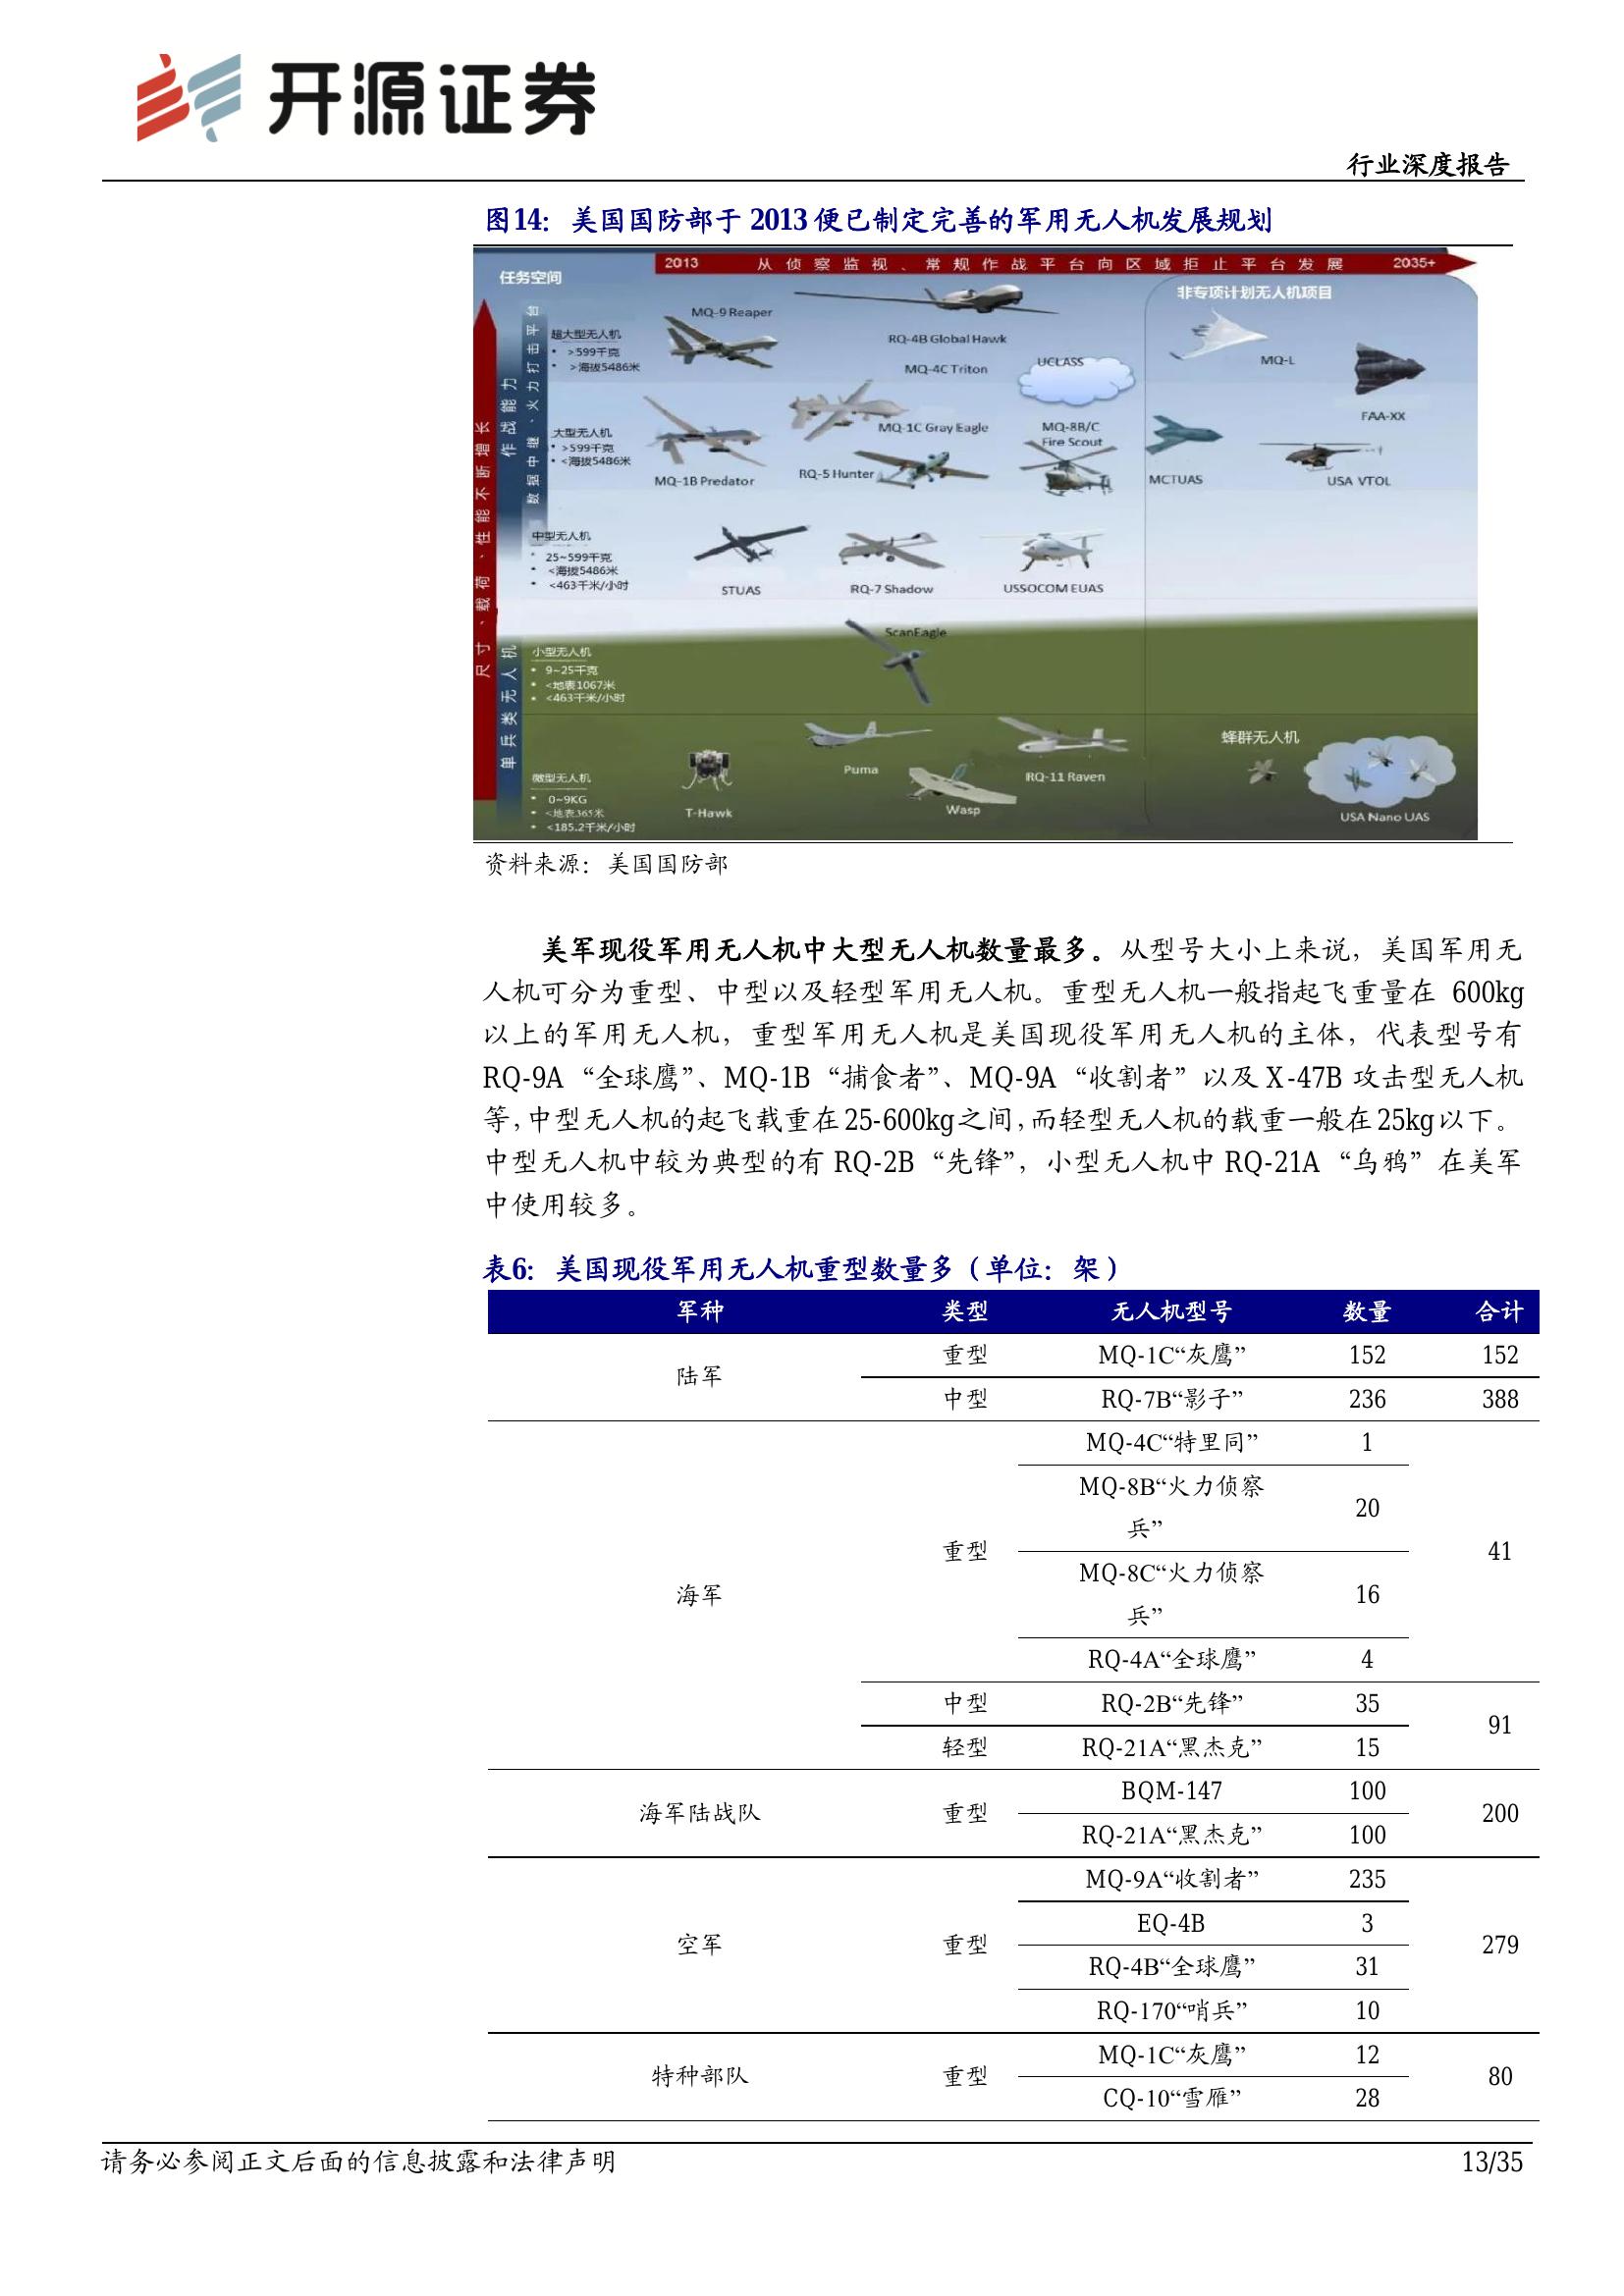 开源证券
行业深度报告
图14： 美国国防部于 2013 便已制定完善的军用无人机发展规划
任务空间
2013 从侦察监视、常规作战平台向区域拒止平台发展 2035+
非专项计划无人机项目
尺寸、载荷、性能不断增长
作战能力
数据中继、火力打击平台
单兵类无人机
超大型无人机
• >599千克
• >海拔5486米
MQ-9 Reaper
RQ-4B Global Hawk
MQ-4C Triton
UCLASS
MQ-L
FAA-XX
大型无人机
• >599千克
• <海拔5486米
MQ-1B Predator
MQ-1C Gray Eagle
RQ-5 Hunter
MQ-8B/C
Fire Scout
MCTUAS
USA VTOL
中型无人机
• 25~599千克
• <海拔5486米
• <463千米/小时
STUAS
RQ-7 Shadow
USSOCOM EUAS
小型无人机
• 9~25千克
• <地表1067米
• <463千米/小时
ScanEagle
微型无人机
• 0~9KG
• <地表365米
• <185.2千米/小时
T-Hawk
Puma
Wasp
RQ-11 Raven
蜂群无人机
USA Nano UAS
资料来源：美国国防部
美军现役军用无人机中大型无人机数量最多。从型号大小上来说，美国军用无
人机可分为重型、中型以及轻型军用无人机。重型无人机一般指起飞重量在 600kg
以上的军用无人机，重型军用无人机是美国现役军用无人机的主体，代表型号有
RQ-9A “全球鹰”、MQ-1B “捕食者”、MQ-9A “收割者” 以及 X-47B 攻击型无人机
等，中型无人机的起飞载重在 25-600kg 之间，而轻型无人机的载重一般在 25kg 以下。
中型无人机中较为典型的有 RQ-2B “先锋”，小型无人机中 RQ-21A “乌鸦” 在美军
中使用较多。
表6： 美国现役军用无人机重型数量多（单位：架）
军种 类型 无人机型号 数量 合计
陆军 重型 MQ-1C“灰鹰” 152 152
中型 RQ-7B“影子” 236 388
海军 重型 MQ-4C“特里同” 1 41
MQ-8B“火力侦察
兵” 20
MQ-8C“火力侦察
兵” 16
RQ-4A“全球鹰” 4
中型 RQ-2B“先锋” 35 91
轻型 RQ-21A“黑杰克” 15
海军陆战队 重型 BQM-147 100 200
RQ-21A“黑杰克” 100
空军 重型 MQ-9A“收割者” 235 279
EQ-4B 3
RQ-4B“全球鹰” 31
RQ-170“哨兵” 10
特种部队 重型 MQ-1C“灰鹰” 12 80
CQ-10“雪雁” 28
请务必参阅正文后面的信息披露和法律声明
13/35